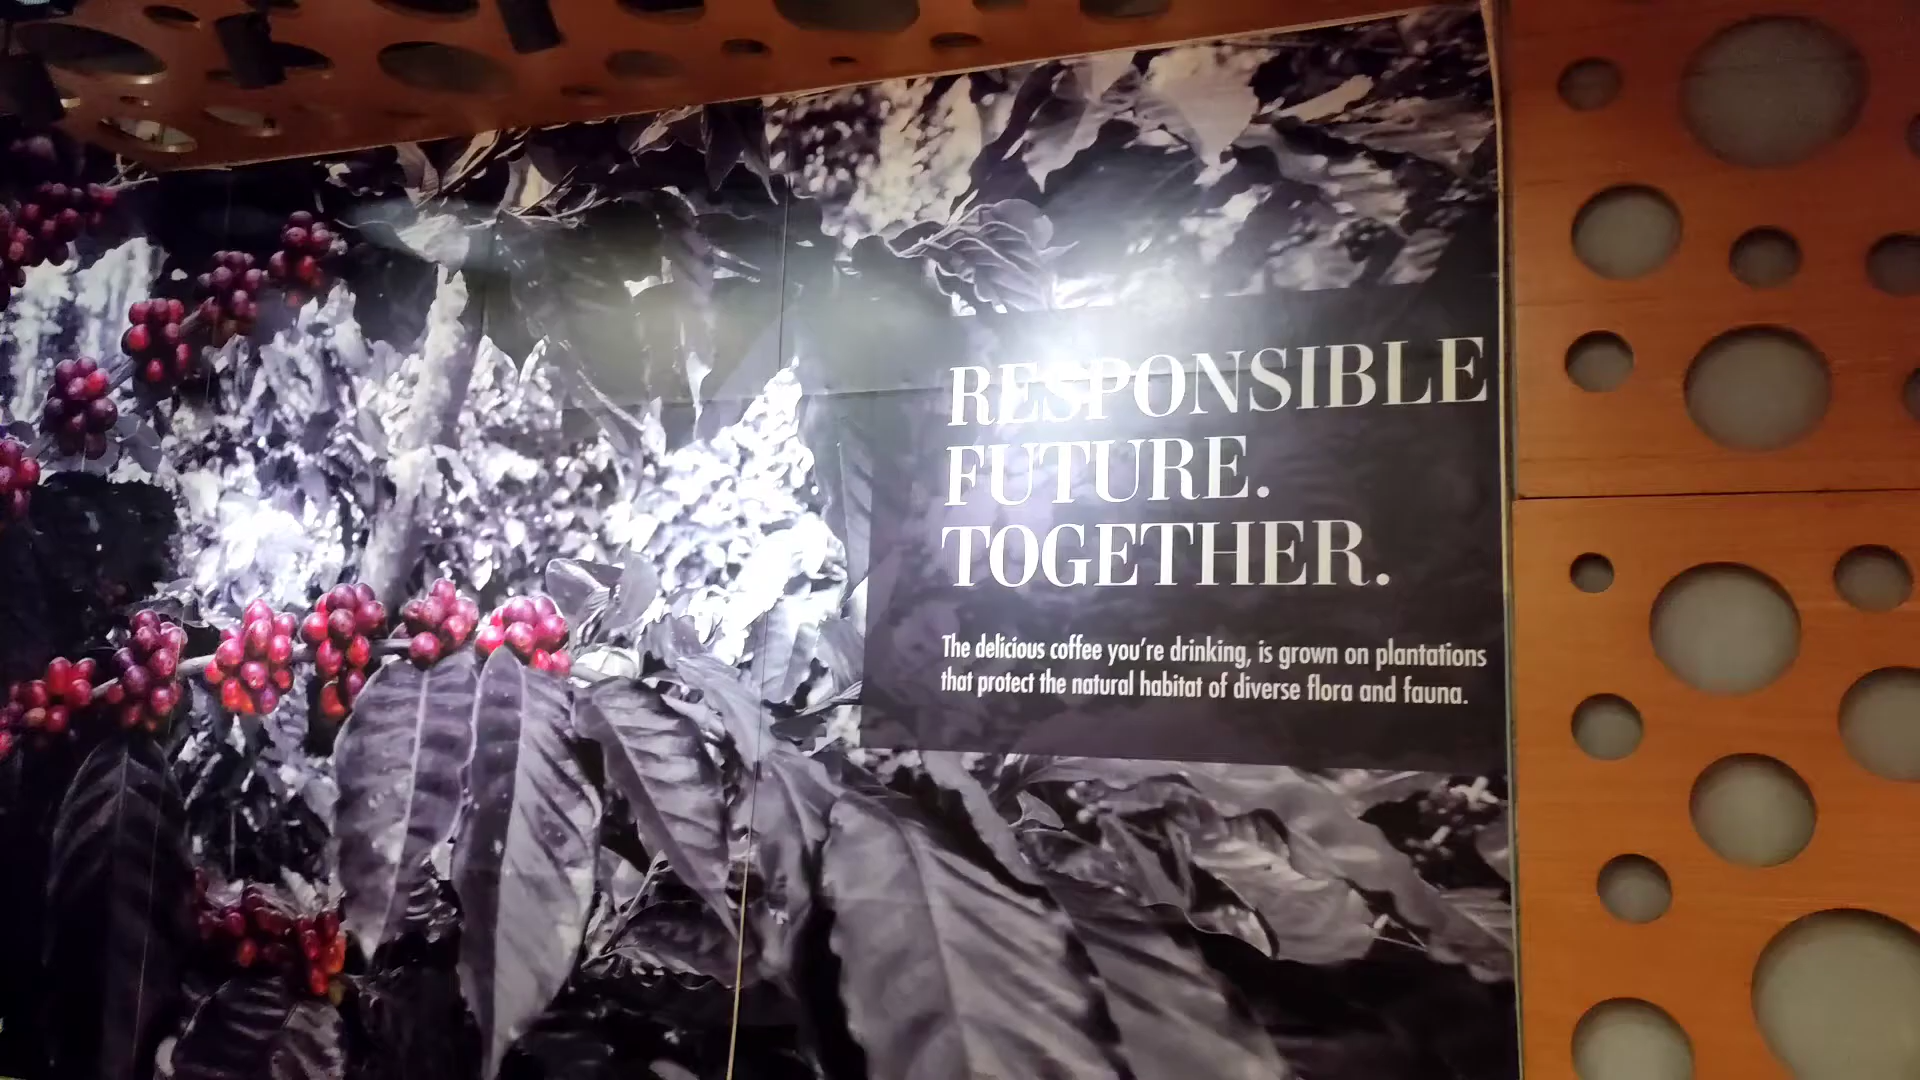 RESPONSIBLE
FUTURE.
TOGETHER.
The delicious coffee you're drinking, is grown on plantations
that protect the natural habitat of diverse flora and fauna.